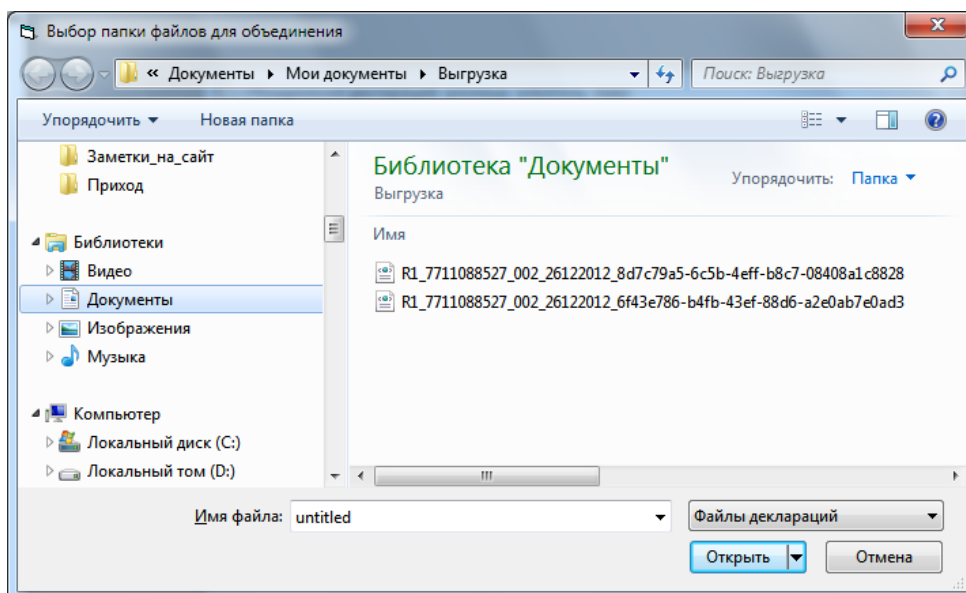 Выбор папки файлов для объединения
« Документы Мои документы Выгрузка
Поиск: Выгрузка
Упорядочить Новая папка
Заметки_на_сайт
Приход
Библиотеки
Видео
Документы
Изображения
Музыка
Компьютер
Локальный диск (C:)
Локальный том (D:)
Библиотека "Документы"
Выгрузка
Упорядочить: Папка
Имя
R1_7711088527_002_26122012_8d7c79a5-6c5b-4eff-b8c7-08408a1c8828
R1_7711088527_002_26122012_6f43e786-b4fb-43ef-88d6-a2e0ab7e0ad3
Имя файла: untitled
Файлы деклараций
Открыть Отмена